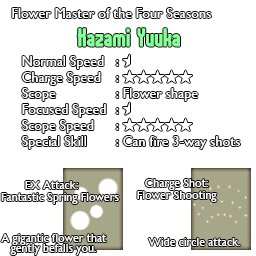 Flower Master of the Four Seasons
Hazami Yuuka
Normal Speed : ⯨
Charge Speed : ☆☆☆☆☆
Scope : Flower shape
Focused Speed : ⯨
Scope Speed : ☆☆☆☆☆
Special Skill : Can fire 3-way shots
EX Attack:
Fantastic Spring Flowers
A gigantic flower that
gently befalls you.
Charge Shot:
Flower Shooting
Wide circle attack.